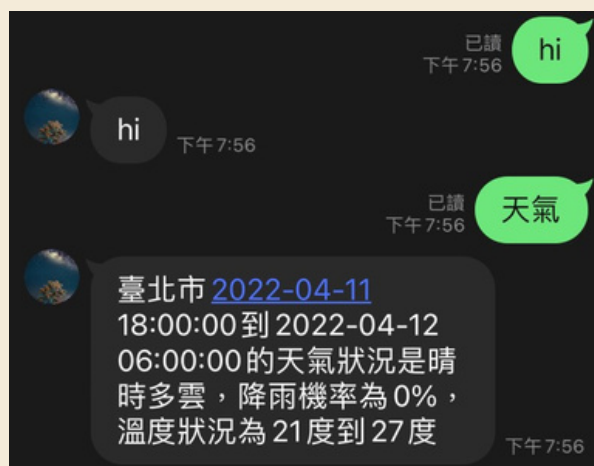 已讀
下午 7:56
hi
hi
下午 7:56
已讀
下午 7:56
天氣
臺北市 2022-04-11
18:00:00 到 2022-04-12
06:00:00 的天氣狀況是晴
時多雲，降雨機率為 0%，
溫度狀況為 21 度到 27 度
下午 7:56